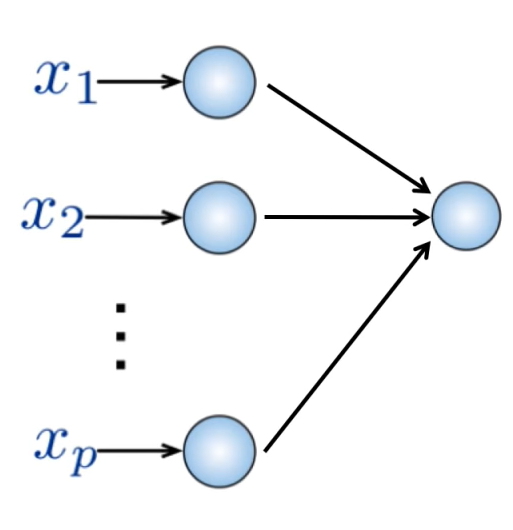 x₁
x₂
⋮
xₚ